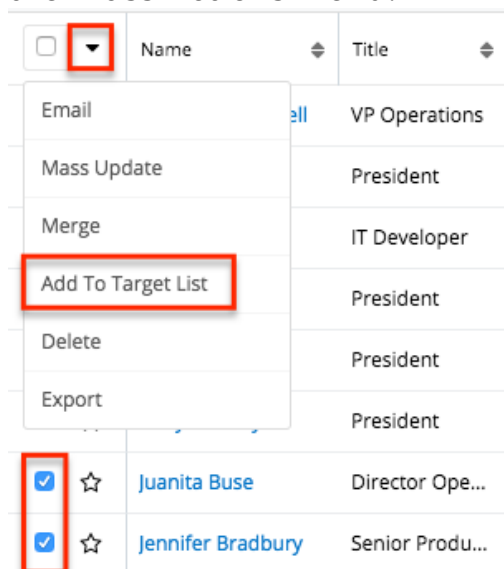 Name Title
Email
ell VP Operations
Mass Update
President
Merge
IT Developer
Add To Target List
President
Delete
President
Export
President
Juanita Buse Director Ope...
Jennifer Bradbury Senior Produ...